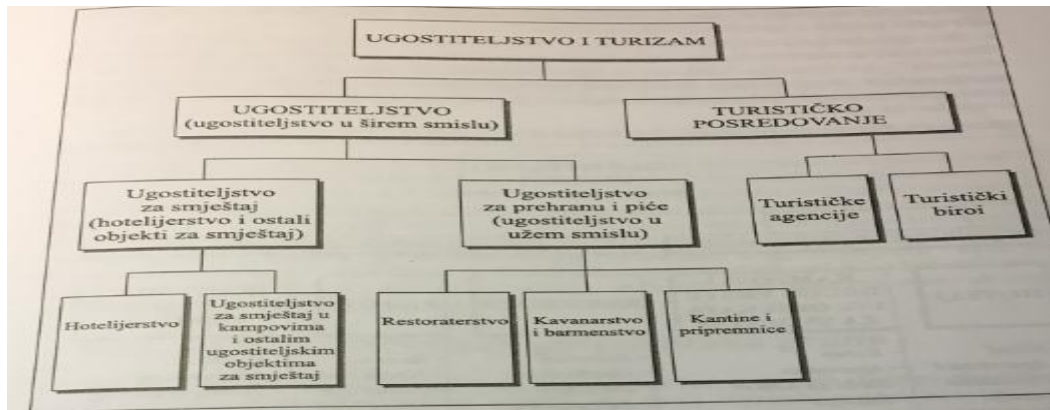 UGOSTITELJSTVO I TURIZAM
UGOSTITELJSTVO
(ugostiteljstvo u širem smislu)
TURISTIČKO
POSREDOVANJE
Ugostiteljstvo
za smještaj
(hotelijerstvo i ostali
objekti za smještaj)
Ugostiteljstvo
za prehranu i piće
(ugostiteljstvo u
užem smislu)
Turističke
agencije
Turistički
biroi
Hotelijerstvo
Ugostiteljstvo
za smještaj u
kampovima
i ostalim
ugostiteljskim
objektima
za smještaj
Restoraterstvo
Kavanarstvo
i barmenstvo
Kantine i
pripremnice